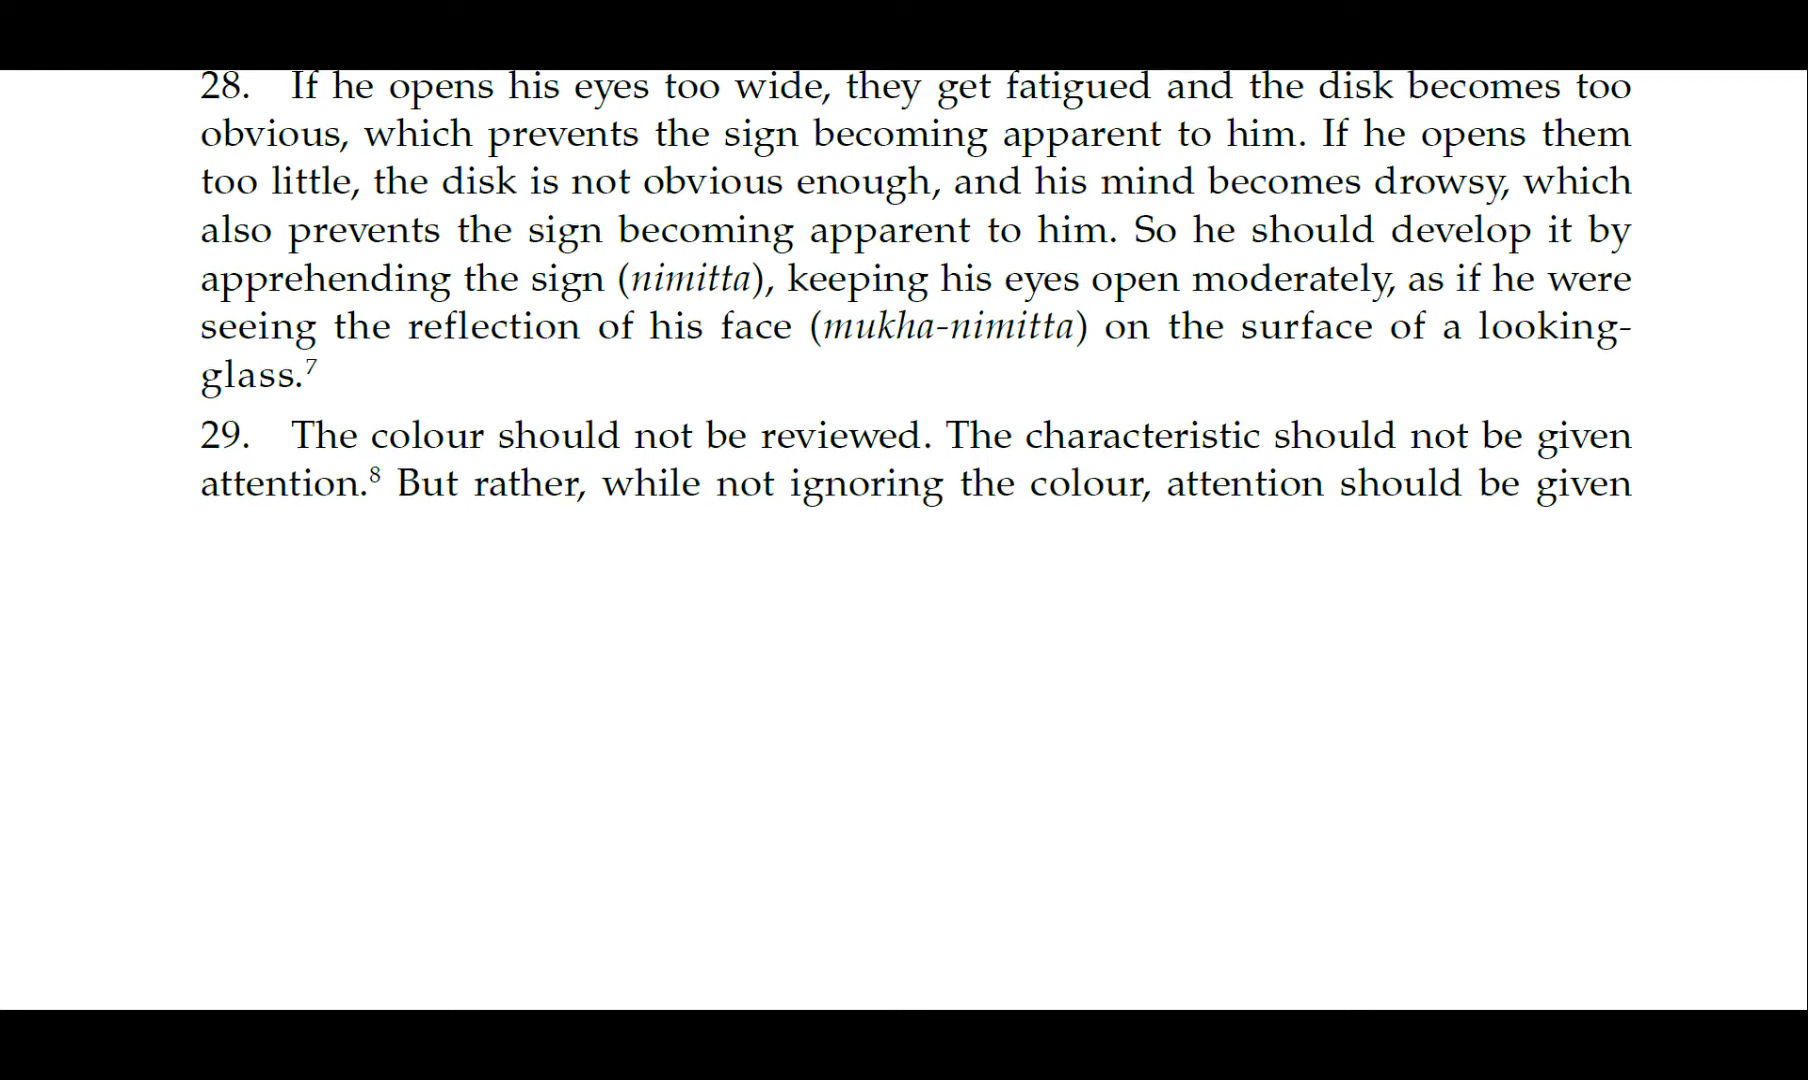 28. If he opens his eyes too wide, they get fatigued and the disk becomes too
obvious, which prevents the sign becoming apparent to him. If he opens them
too little, the disk is not obvious enough, and his mind becomes drowsy, which
also prevents the sign becoming apparent to him. So he should develop it by
apprehending the sign (nimitta), keeping his eyes open moderately, as if he were
seeing the reflection of his face (mukha-nimitta) on the surface of a looking-
glass.⁷
29. The colour should not be reviewed. The characteristic should not be given
attention.⁸ But rather, while not ignoring the colour, attention should be given